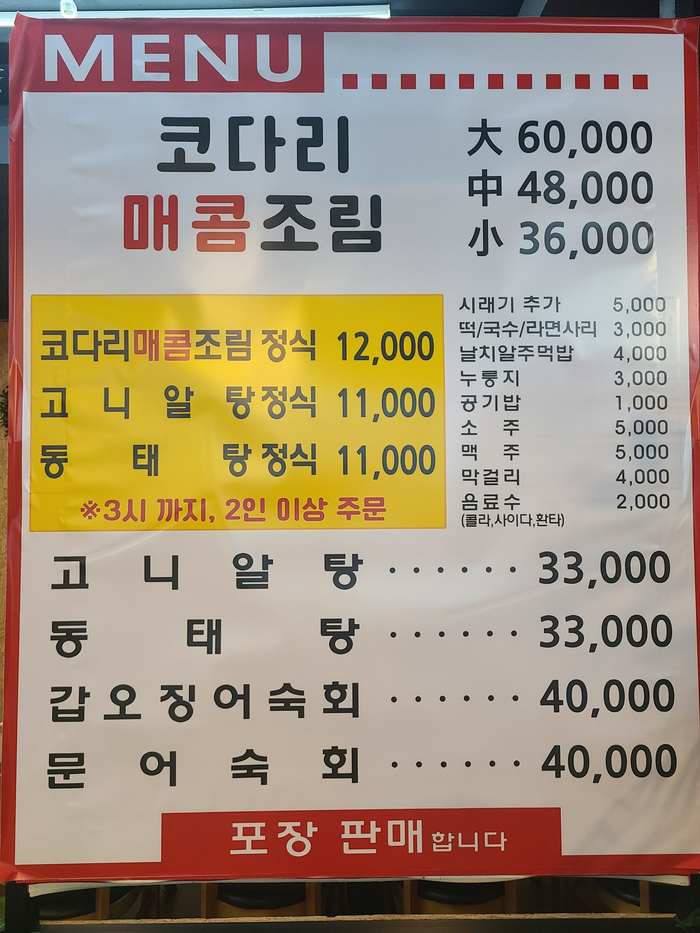 MENU
코다리
매콤조림
大 60,000
中 48,000
小 36,000
코다리매콤조림 정식 12,000
고니알탕정식 11,000
동태탕정식 11,000
※3시 까지, 2인 이상 주문
시래기 추가 5,000
떡/국수/라면사리 3,000
날치알주먹밥 4,000
누룽지 3,000
공기밥 1,000
소주 5,000
맥주 5,000
막걸리 4,000
음료수 2,000
(콜라,사이다,환타)
고니알탕 ······ 33,000
동태탕 ······ 33,000
갑오징어숙회 ······ 40,000
문어숙회 ······ 40,000
포장 판매합니다